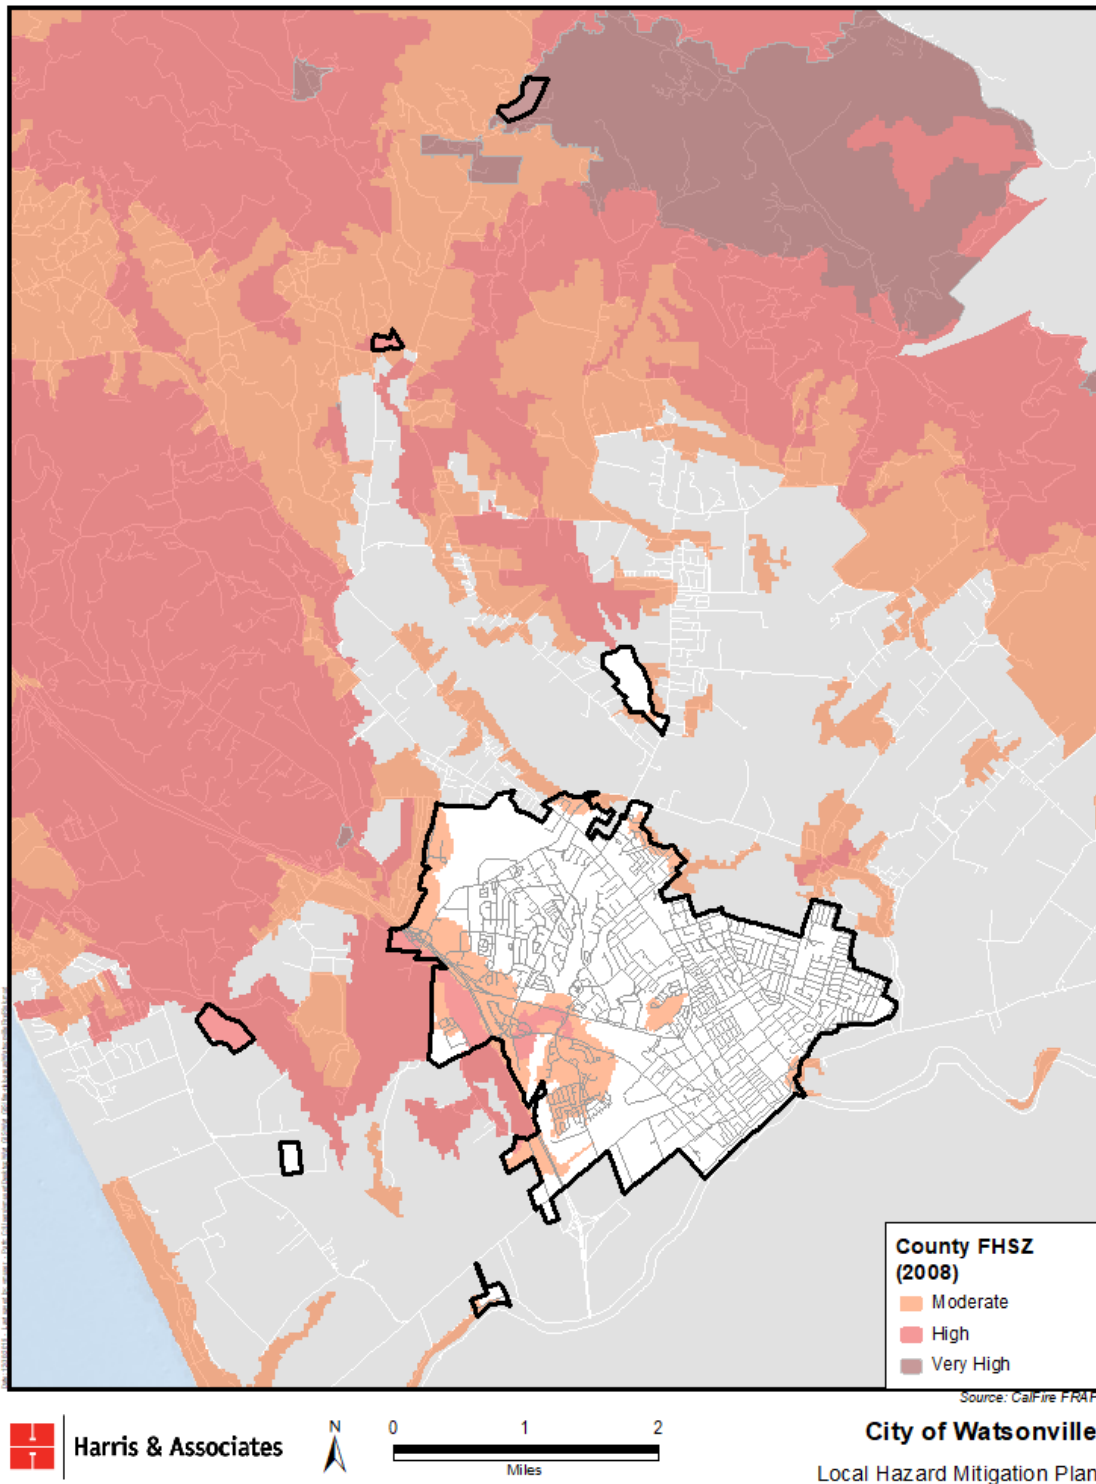 County FHSZ
(2008)
Moderate
High
Very High
Source: CalFire FRAP
Harris & Associates
N
0 1 2
Miles
City of Watsonville
Local Hazard Mitigation Plan